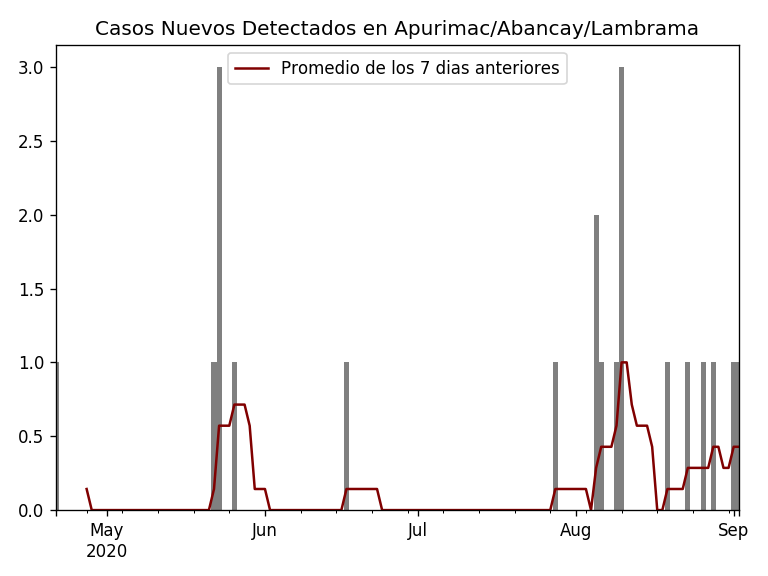 Casos Nuevos Detectados en Apurimac/Abancay/Lambrama
Promedio de los 7 dias anteriores
3.0
2.5
2.0
1.5
1.0
0.5
0.0
May Jun Jul Aug Sep
2020